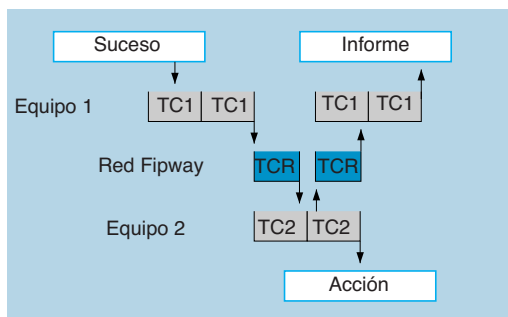 Suceso Informe
Equipo 1 TC1 TC1 TC1 TC1
Red Fipway TCR TCR
Equipo 2 TC2 TC2
Acción